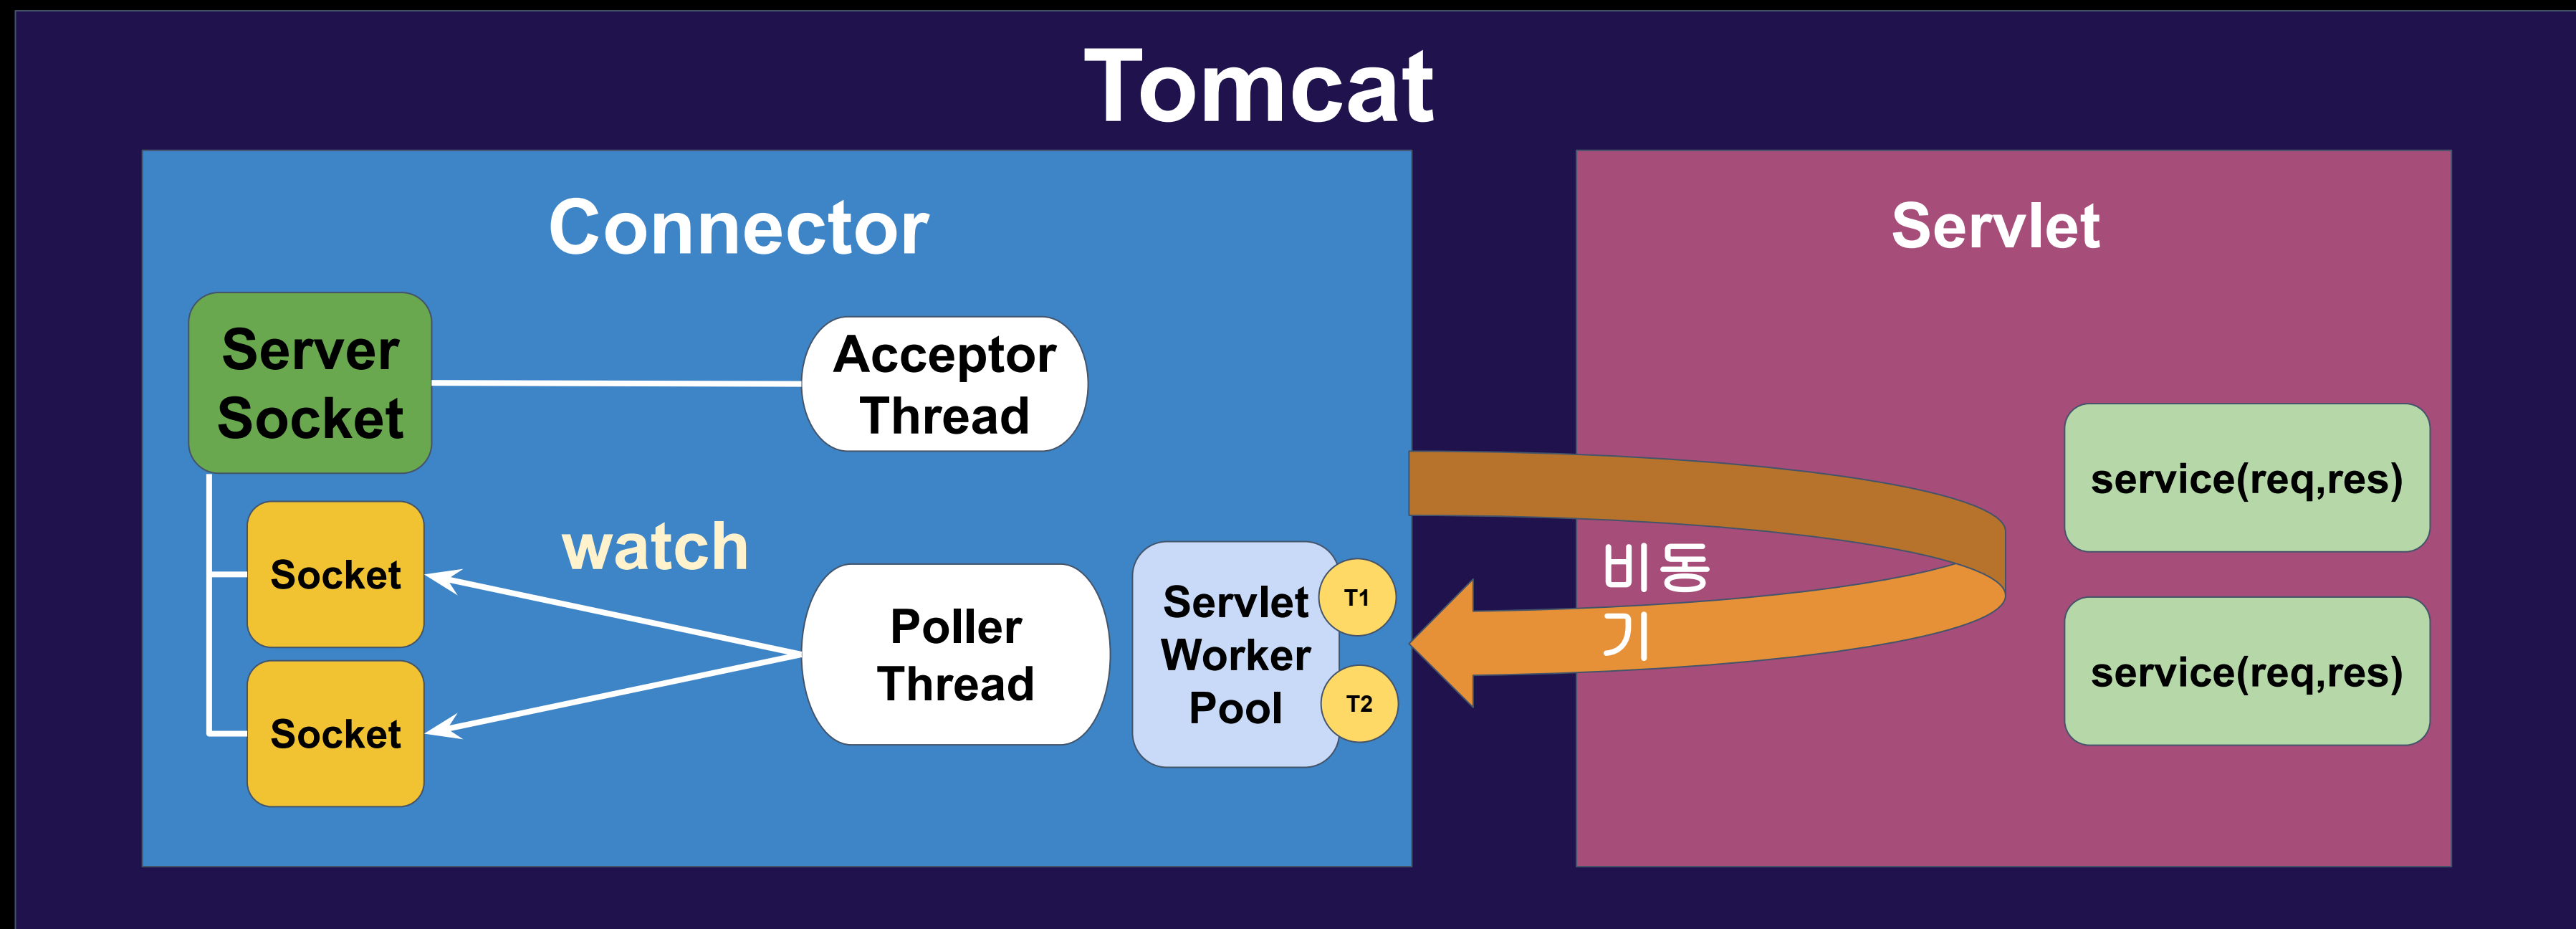 Tomcat
Connector
Server
Socket
Acceptor
Thread
Socket
Socket
watch
Poller
Thread
Servlet
Worker
Pool
T1
T2
Servlet
비동
기
service(req,res)
service(req,res)